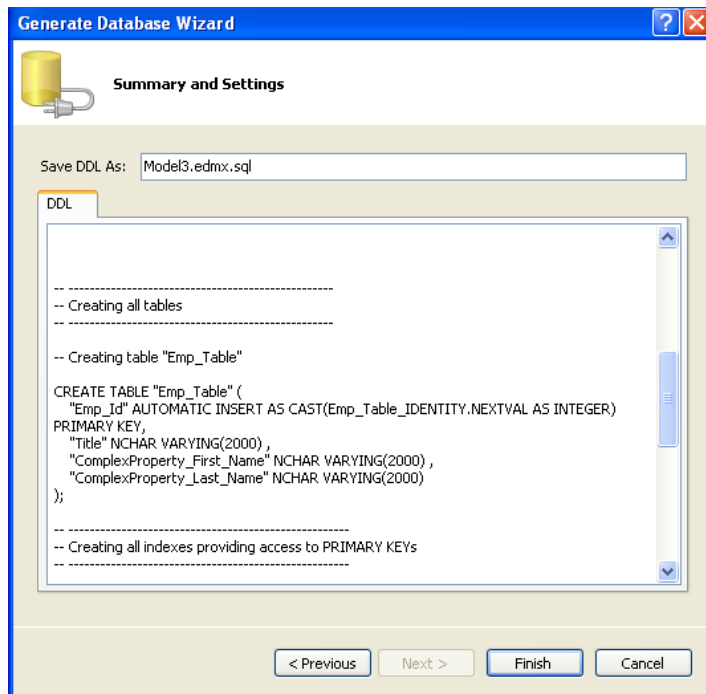 Generate Database Wizard
Summary and Settings
Save DDL As: Model3.edmx.sql
DDL
-- --------------------------------------------------
-- Creating all tables
-- --------------------------------------------------
-- Creating table "Emp_Table"
CREATE TABLE "Emp_Table" (
"Emp_Id" AUTOMATIC INSERT AS CAST(Emp_Table_IDENTITY.NEXTVAL AS INTEGER)
PRIMARY KEY,
"Title" NCHAR VARYING(2000) ,
"ComplexProperty_First_Name" NCHAR VARYING(2000) ,
"ComplexProperty_Last_Name" NCHAR VARYING(2000)
);
-- -----------------------------------------------------
-- Creating all indexes providing access to PRIMARY KEYs
-- -----------------------------------------------------
< Previous Next > Finish Cancel